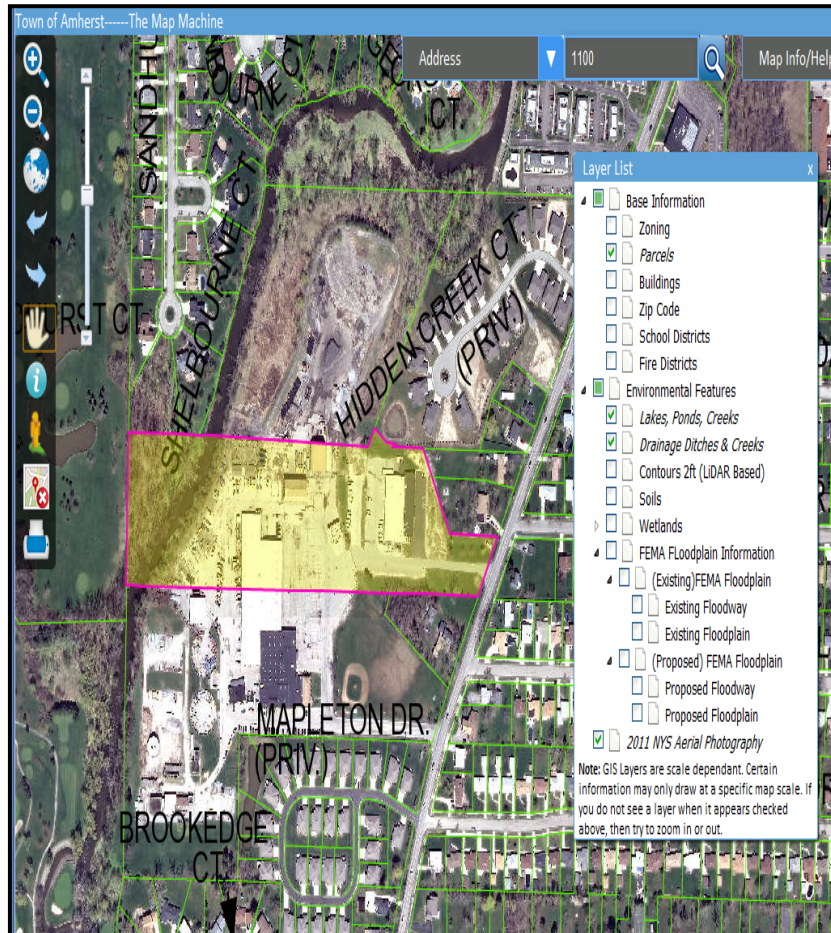 Town of Amherst------The Map Machine
Address
1100
Map Info/Help
SANDHU
BOURNE CT
CT
SHELBOURNE CT
HURST CT
HIDDEN CREEK CT
(PRIV.)
MAPLETON DR.
(PRIV)
BROOKEDGE
CT.
Layer List
x
Base Information
Zoning
Parcels
Buildings
Zip Code
School Districts
Fire Districts
Environmental Features
Lakes, Ponds, Creeks
Drainage Ditches & Creeks
Contours 2ft (LiDAR Based)
Soils
Wetlands
FEMA FLoodplain Information
(Existing)FEMA Floodplain
Existing Floodway
Existing Floodplain
(Proposed) FEMA Floodplain
Proposed Floodway
Proposed Floodplain
2011 NYS Aerial Photography
Note: GIS Layers are scale dependant. Certain
information may only draw at a specific map scale. If
you do not see a layer when it appears checked
above, then try to zoom in or out.